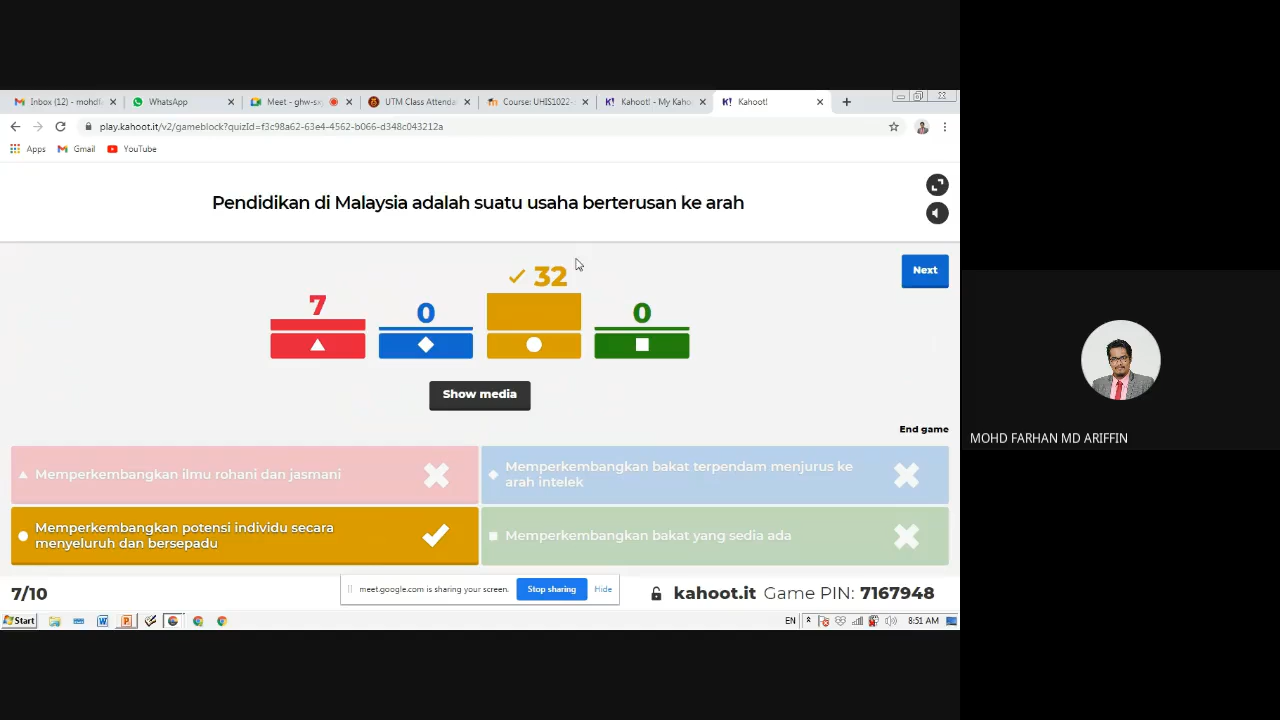 Inbox (12) - mohdf
WhatsApp
Meet - ghw-sx
UTM Class Attenda
Course: UHIS1022-
Kahoot! - My Kaho
Kahoot!
play.kahoot.it/v2/gameblock?quizId=f3c98a62-63e4-4562-b066-d348c043212a
Apps
Gmail
YouTube
Pendidikan di Malaysia adalah suatu usaha berterusan ke arah
Next
7
0
32
0
Show media
End game
Memperkembangkan ilmu rohani dan jasmani
Memperkembangkan bakat terpendam menjurus ke
arah intelek
Memperkembangkan potensi individu secara
menyeluruh dan bersepadu
Memperkembangkan bakat yang sedia ada
7/10
meet.google.com is sharing your screen.
Stop sharing
Hide
kahoot.it Game PIN: 7167948
Start
EN
8:51 AM
MOHD FARHAN MD ARIFFIN